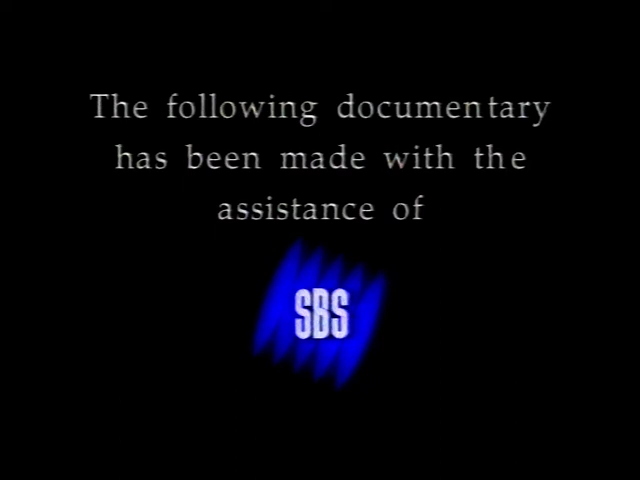 The following documentary
has been made with the
assistance of
SBS